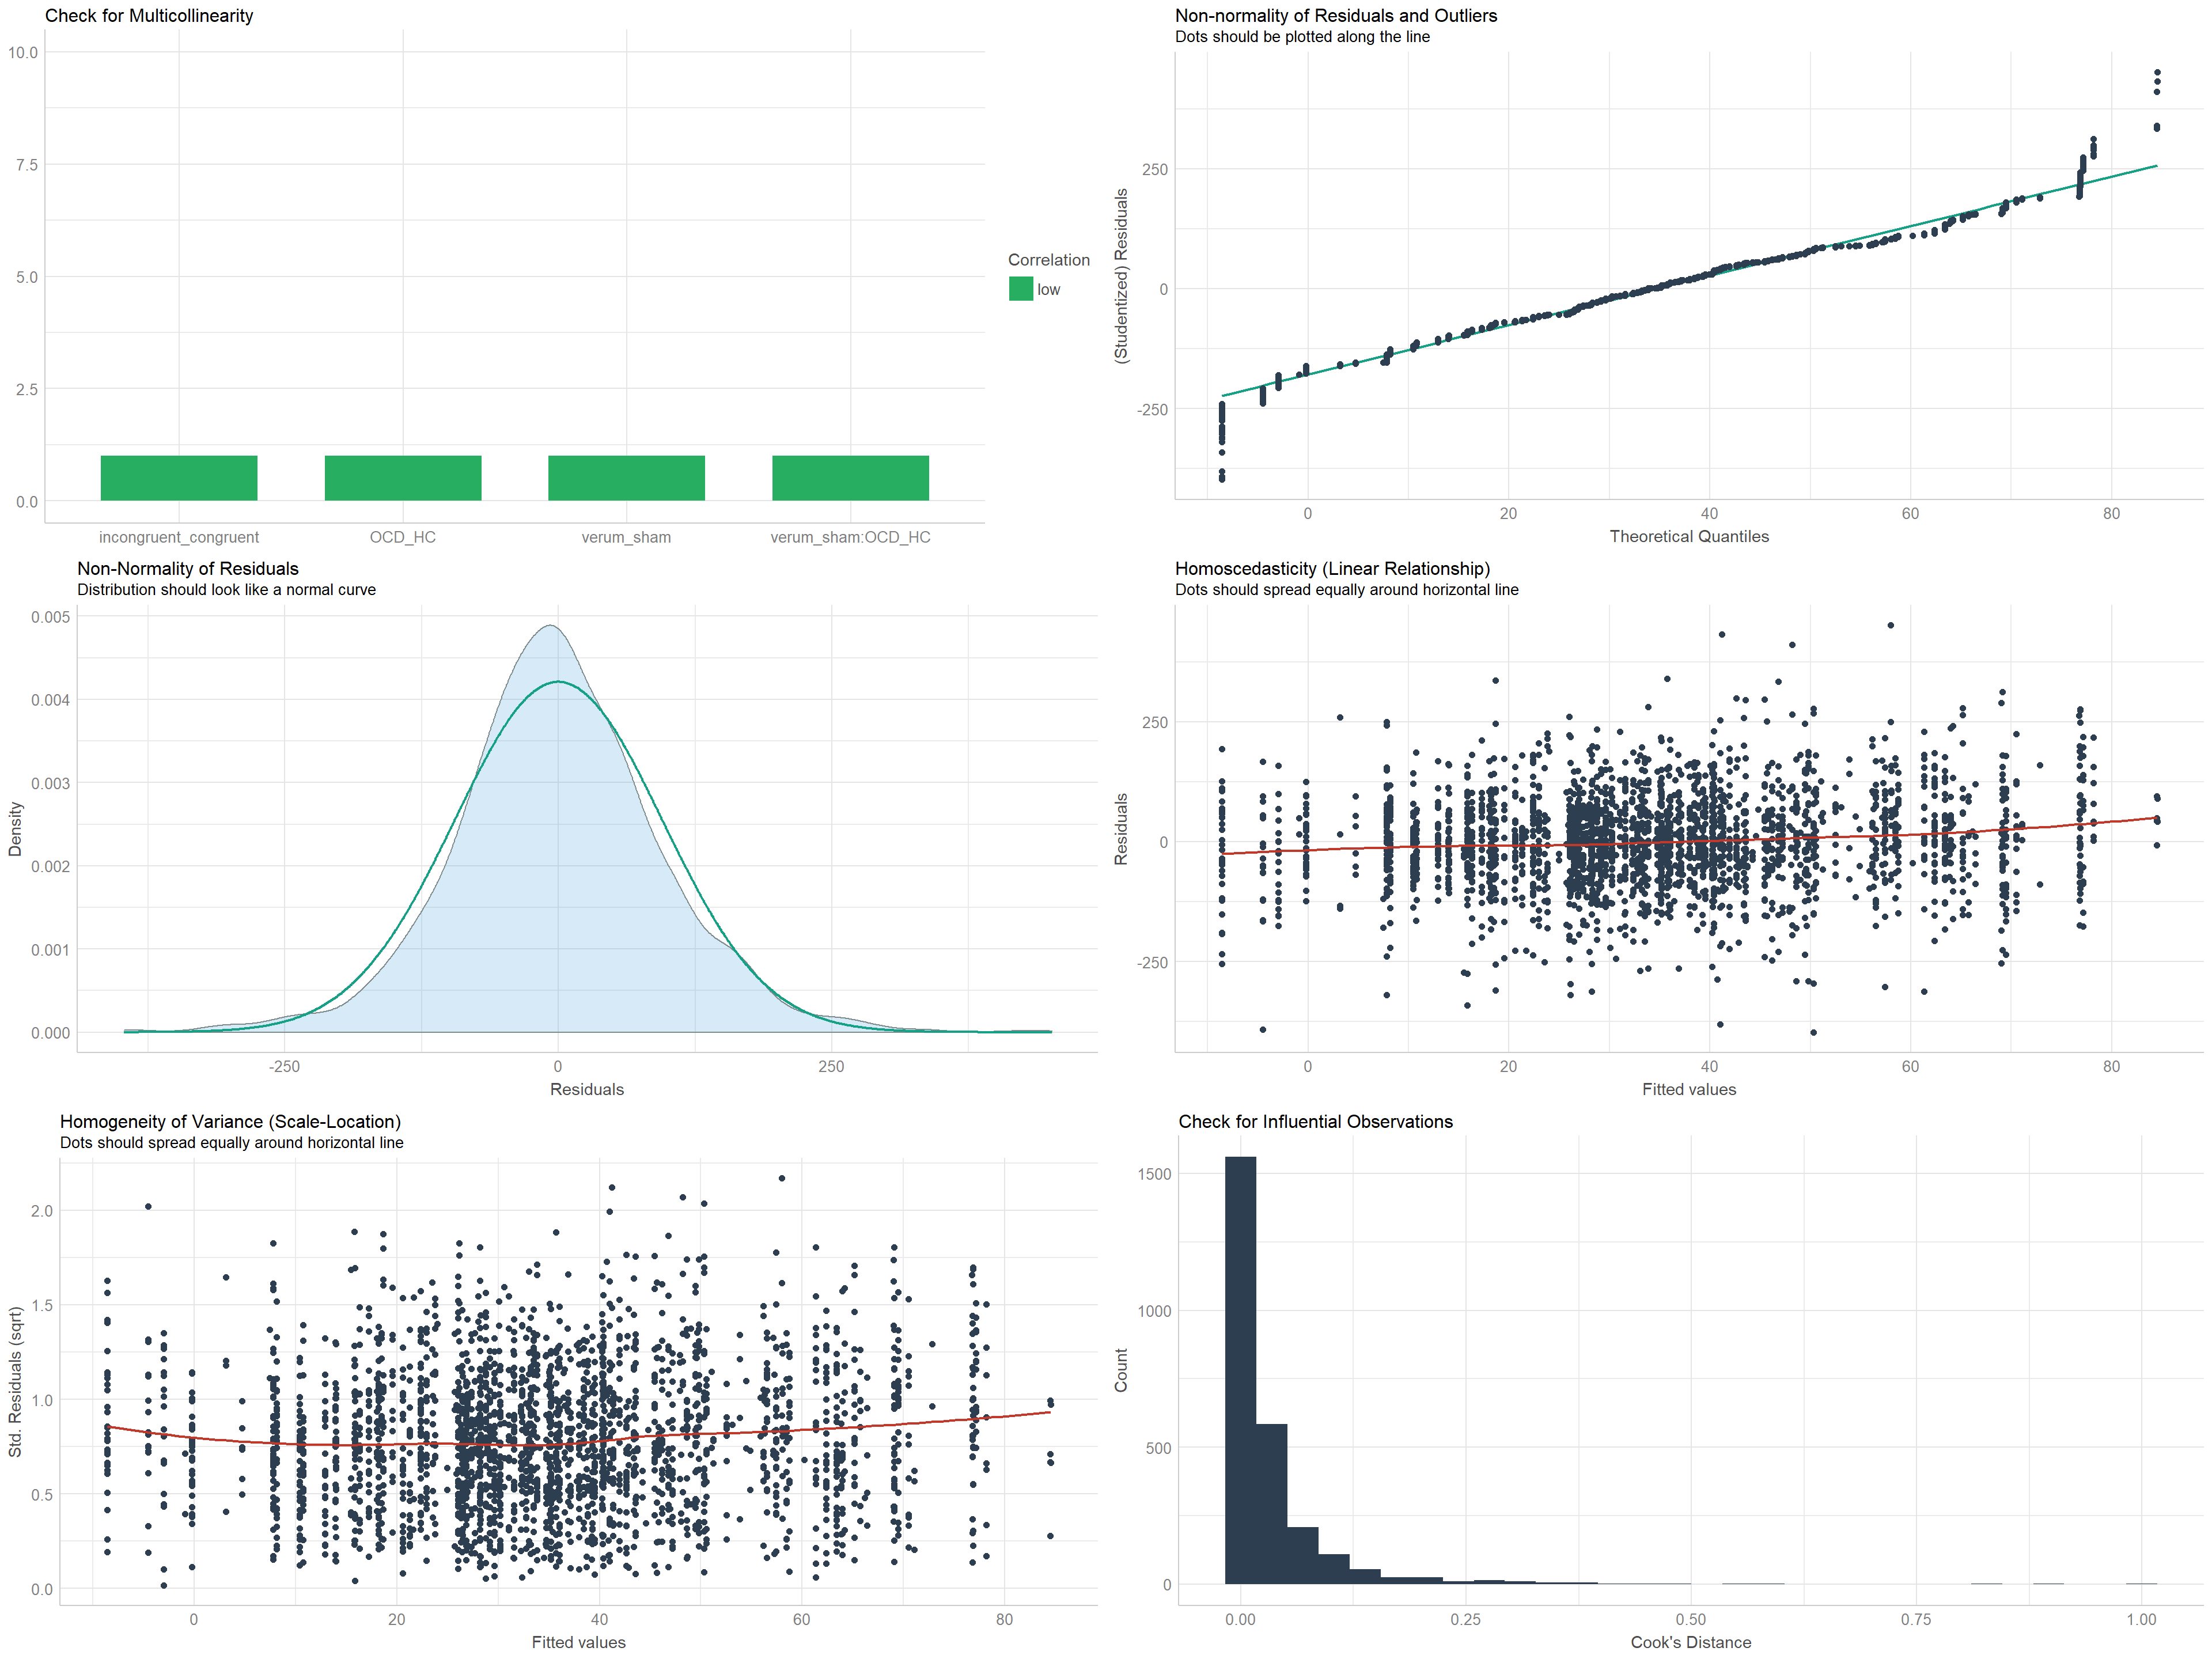 Check for Multicollinearity
10.0
7.5
5.0
2.5
0.0
incongruent_congruent
OCD_HC
verum_sham
verum_sham:OCD_HC
Correlation
low
Non-normality of Residuals and Outliers
Dots should be plotted along the line
(Studentized) Residuals
250
0
-250
0
20
40
60
80
Theoretical Quantiles
Non-Normality of Residuals
Distribution should look like a normal curve
Density
0.005
0.004
0.003
0.002
0.001
0.000
-250
0
250
Residuals
Homoscedasticity (Linear Relationship)
Dots should spread equally around horizontal line
Residuals
250
0
-250
0
20
40
60
80
Fitted values
Homogeneity of Variance (Scale-Location)
Dots should spread equally around horizontal line
Std. Residuals (sqrt)
2.0
1.5
1.0
0.5
0.0
0
20
40
60
80
Fitted values
Check for Influential Observations
Count
1500
1000
500
0
0.00
0.25
0.50
0.75
1.00
Cook's Distance